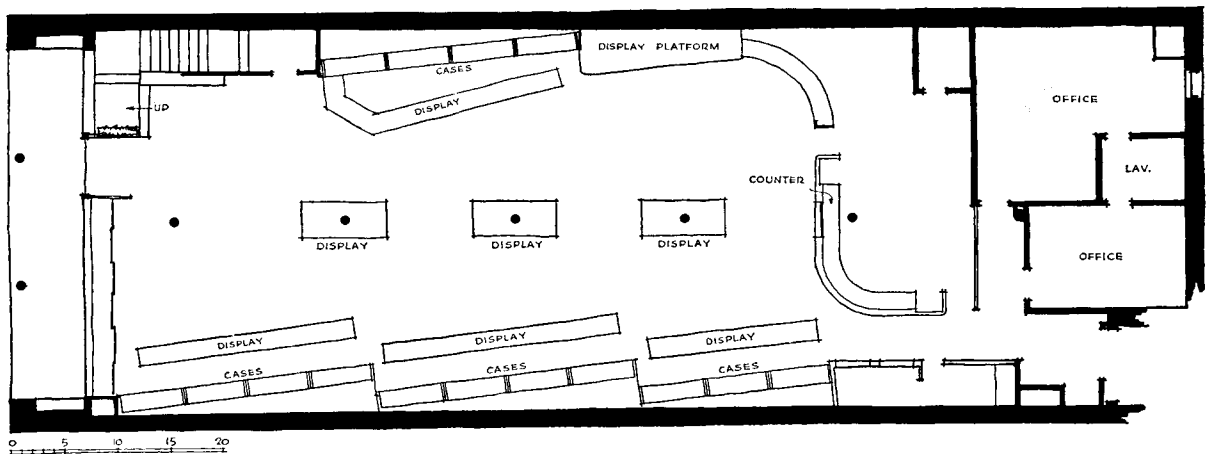 DISPLAY PLATFORM
CASES
DISPLAY
UP
OFFICE
LAV.
COUNTER
DISPLAY
DISPLAY
DISPLAY
OFFICE
DISPLAY
DISPLAY
DISPLAY
CASES
CASES
CASES
0 5 10 15 20